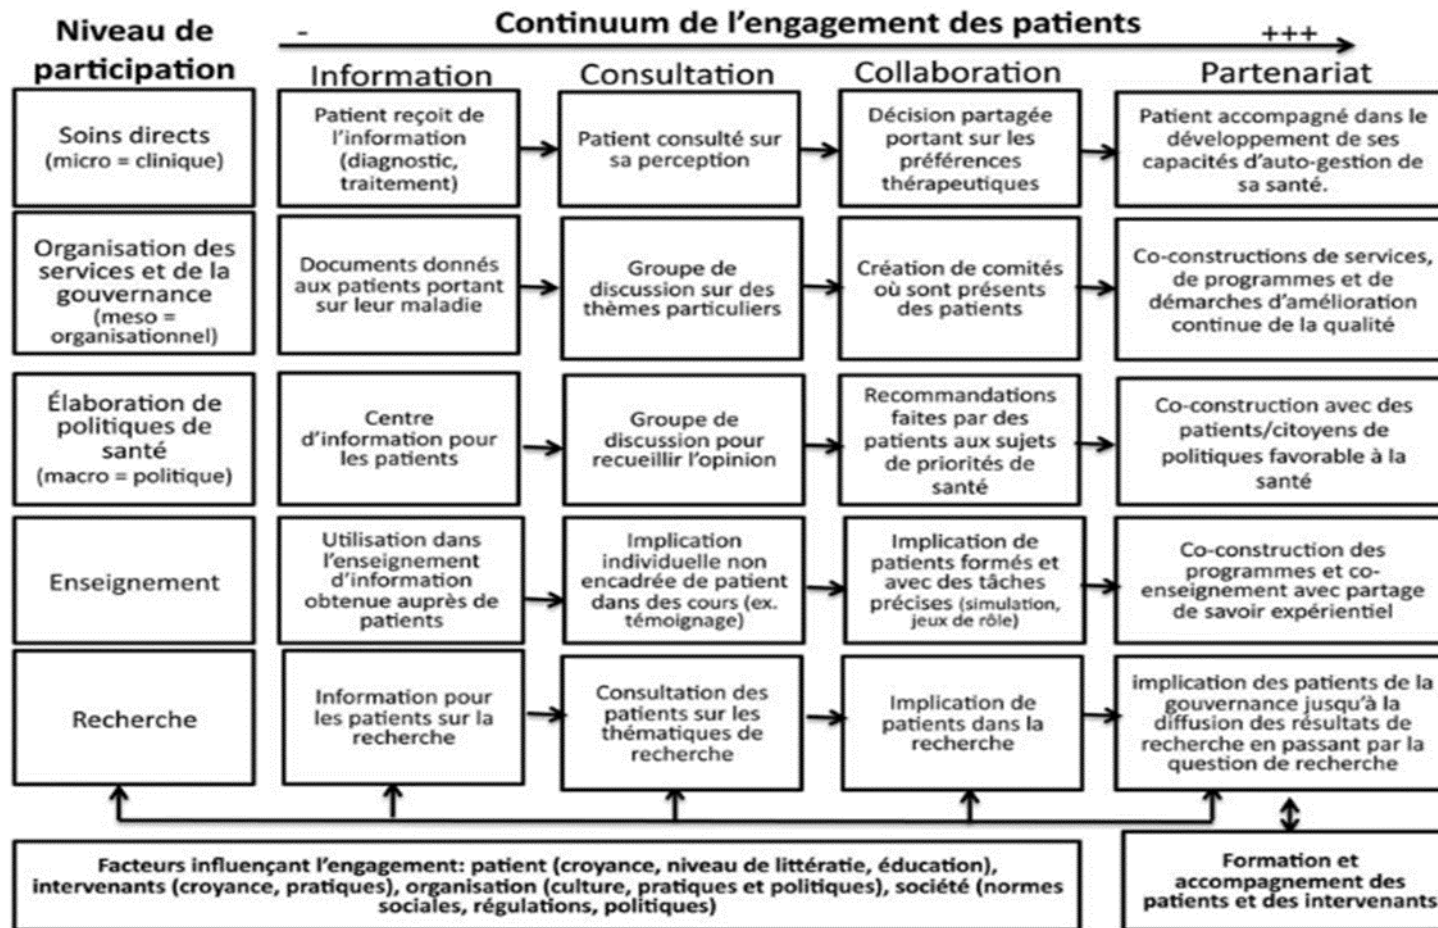 Niveau de
participation
-
Continuum de l’engagement des patients
+++
Information
Consultation
Collaboration
Partenariat
Soins directs
(micro = clinique)
Patient reçoit de
l’information
(diagnostic,
traitement)
Patient consulté sur
sa perception
Décision partagée
portant sur les
préférences
thérapeutiques
Patient accompagné dans le
développement de ses
capacités d’auto-gestion de
sa santé.
Organisation des
services et de la
gouvernance
(meso =
organisationnel)
Documents donnés
aux patients portant
sur leur maladie
Groupe de
discussion sur des
thèmes particuliers
Création de comités
où sont présents
des patients
Co-constructions de services,
de programmes et de
démarches d’amélioration
continue de la qualité
Élaboration de
politiques de
santé
(macro = politique)
Centre
d’information pour
les patients
Groupe de
discussion pour
recueillir l’opinion
Recommandations
faites par des
patients aux sujets
de priorités de
santé
Co-construction avec des
patients/citoyens de
politiques favorable à la
santé
Enseignement
Utilisation dans
l’enseignement
d’information
obtenue auprès de
patients
Implication
individuelle non
encadrée de patient
dans des cours (ex.
témoignage)
Implication de
patients formés et
avec des tâches
précises (simulation,
jeux de rôle)
Co-construction des
programmes et co-
enseignement avec partage
de savoir expérientiel
Recherche
Information pour
les patients sur la
recherche
Consultation des
patients sur les
thématiques de
recherche
Implication de
patients dans la
recherche
implication des patients de la
gouvernance jusqu’à la
diffusion des résultats de
recherche en passant par la
question de recherche
Facteurs influençant l’engagement: patient (croyance, niveau de littératie, éducation),
intervenants (croyance, pratiques), organisation (culture, pratiques et politiques), société (normes
sociales, régulations, politiques)
Formation et
accompagnement des
patients et des intervenants